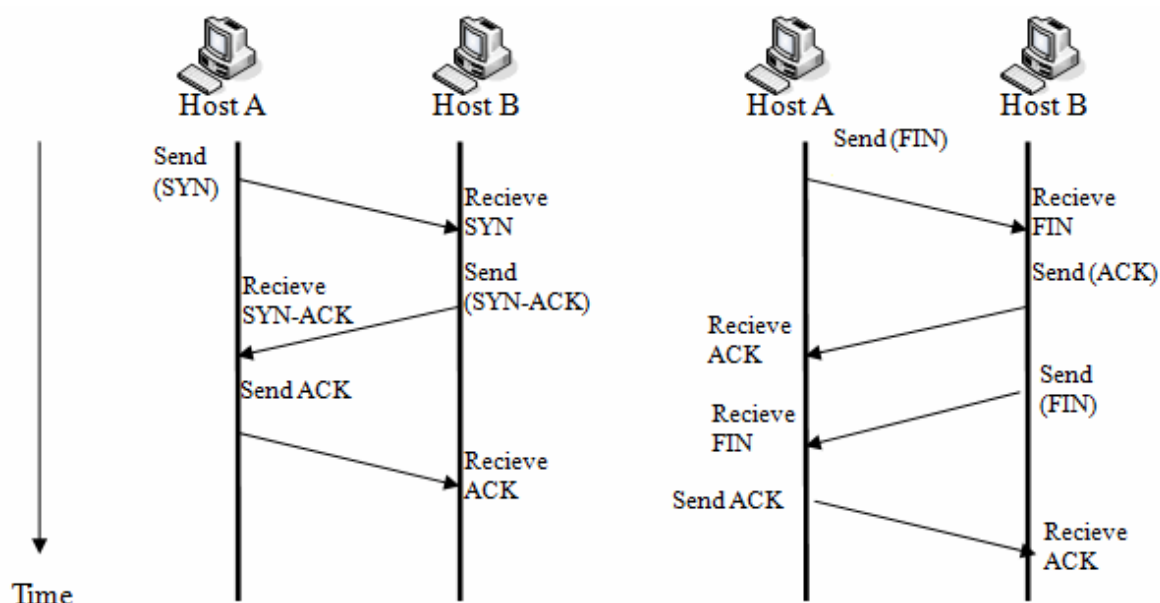 Host A
Host B
Send
(SYN)
Recieve
SYN
Send
(SYN-ACK)
Recieve
SYN-ACK
Send ACK
Recieve
ACK
Time
Host A
Host B
Send (FIN)
Recieve
FIN
Send (ACK)
Recieve
ACK
Send
(FIN)
Recieve
FIN
Send ACK
Recieve
ACK